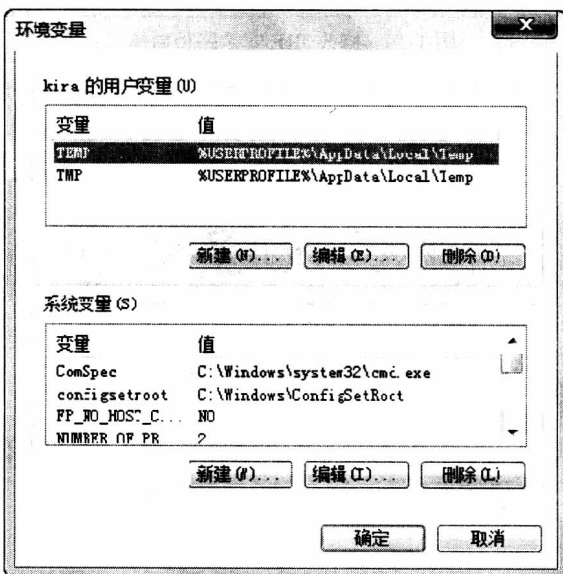 环境变量
kira 的用户变量(U)
变量 值
TEMP %USERPROFILE%\AppData\Local\Temp
TMP %USERPROFILE%\AppData\Local\Temp
新建(N)... 编辑(E)... 删除(D)
系统变量(S)
变量 值
ComSpec C:\Windows\system32\cmd.exe
configsetroot C:\Windows\ConfigSetRoot
FP_NO_HOST_C... NO
NUMBER_OF_PR 2
新建(W)... 编辑(I)... 删除(L)
确定 取消